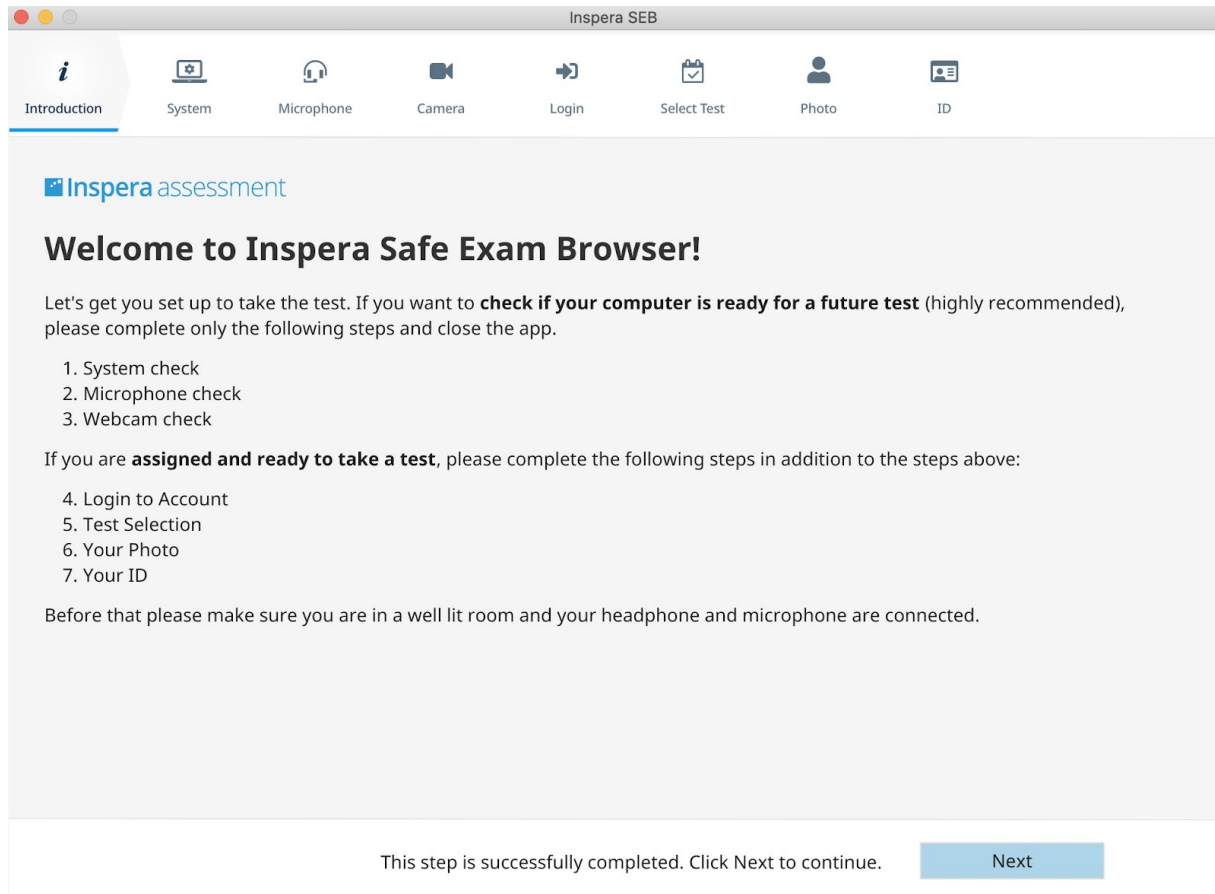 Inspera SEB
Introduction
System
Microphone
Camera
Login
Select Test
Photo
ID
Inspera assessment
Welcome to Inspera Safe Exam Browser!
Let's get you set up to take the test. If you want to check if your computer is ready for a future test (highly recommended),
please complete only the following steps and close the app.
1. System check
2. Microphone check
3. Webcam check
If you are assigned and ready to take a test, please complete the following steps in addition to the steps above:
4. Login to Account
5. Test Selection
6. Your Photo
7. Your ID
Before that please make sure you are in a well lit room and your headphone and microphone are connected.
This step is successfully completed. Click Next to continue.
Next